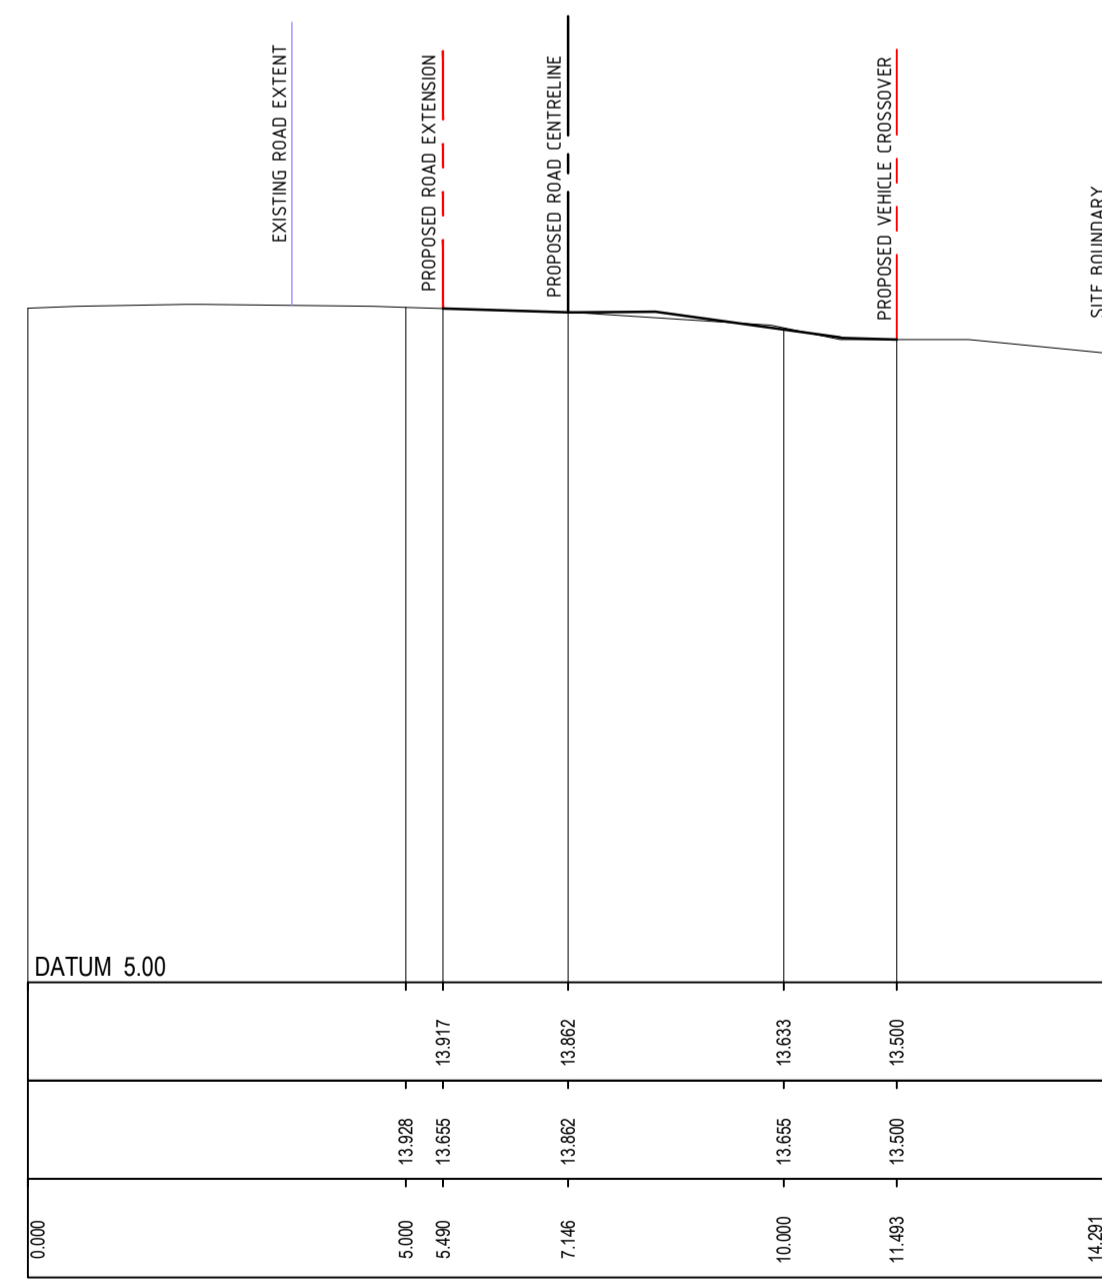 EXISTING ROAD EXTENT
PROPOSED ROAD EXTENSION
PROPOSED ROAD CENTRELINE
PROPOSED VEHICLE CROSSOVER
SITE BOUNDARY
DATUM 5.00
13.917 13.862 13.633 13.500
13.928 13.655 13.862 13.655 13.500
0.000 5.000 5.490 7.146 10.000 11.493 14.291